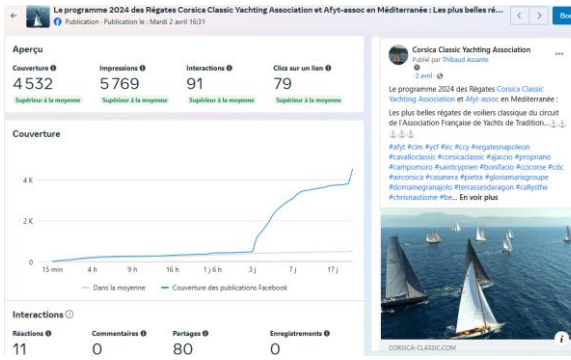 Le programme 2024 des Régates Corsica Classic Yachting Association et Afyt-assoc en Méditerranée : Les plus belles ré...
Publication · Publication le : Mardi 2 avril 16:31
Boo
Aperçu
Couverture
Impressions
Interactions
Clics sur un lien
4 532
5 769
91
79
Supérieur à la moyenne
Supérieur à la moyenne
Supérieur à la moyenne
Supérieur à la moyenne
Couverture
4 K
2 K
0
15 min
4 h
9 h
16 h
1 j 6 h
3 j
7 j
17 j
Dans la moyenne
Couverture des publications Facebook
Interactions
Réactions
Commentaires
Partages
Enregistrements
11
0
80
0
Corsica Classic Yachting Association
Publié par Thibaud Assante
· 2 avril ·
Le programme 2024 des Régates Corsica Classic
Yachting Association et Afyt-assoc en Méditerranée :
Les plus belles régates de voiliers classique du circuit
de l'Association Française de Yachts de Tradition...⚓⚓
⚓⚓⚓
#afyt #cim #ycf #irc #ccy #regatesnapoleon
#cavalloclassic #corsicaclassic #ajaccio #propriano
#campomoro #saintcyprien #bonifacio #ccicorse #cdc
#aircorsica #casanera #pietra #gloriamarisgroupe
#domainegranajolo #terrassesdaragon #callysthe
#chrisnautisme #be... En voir plus
CORSICA-CLASSIC.COM